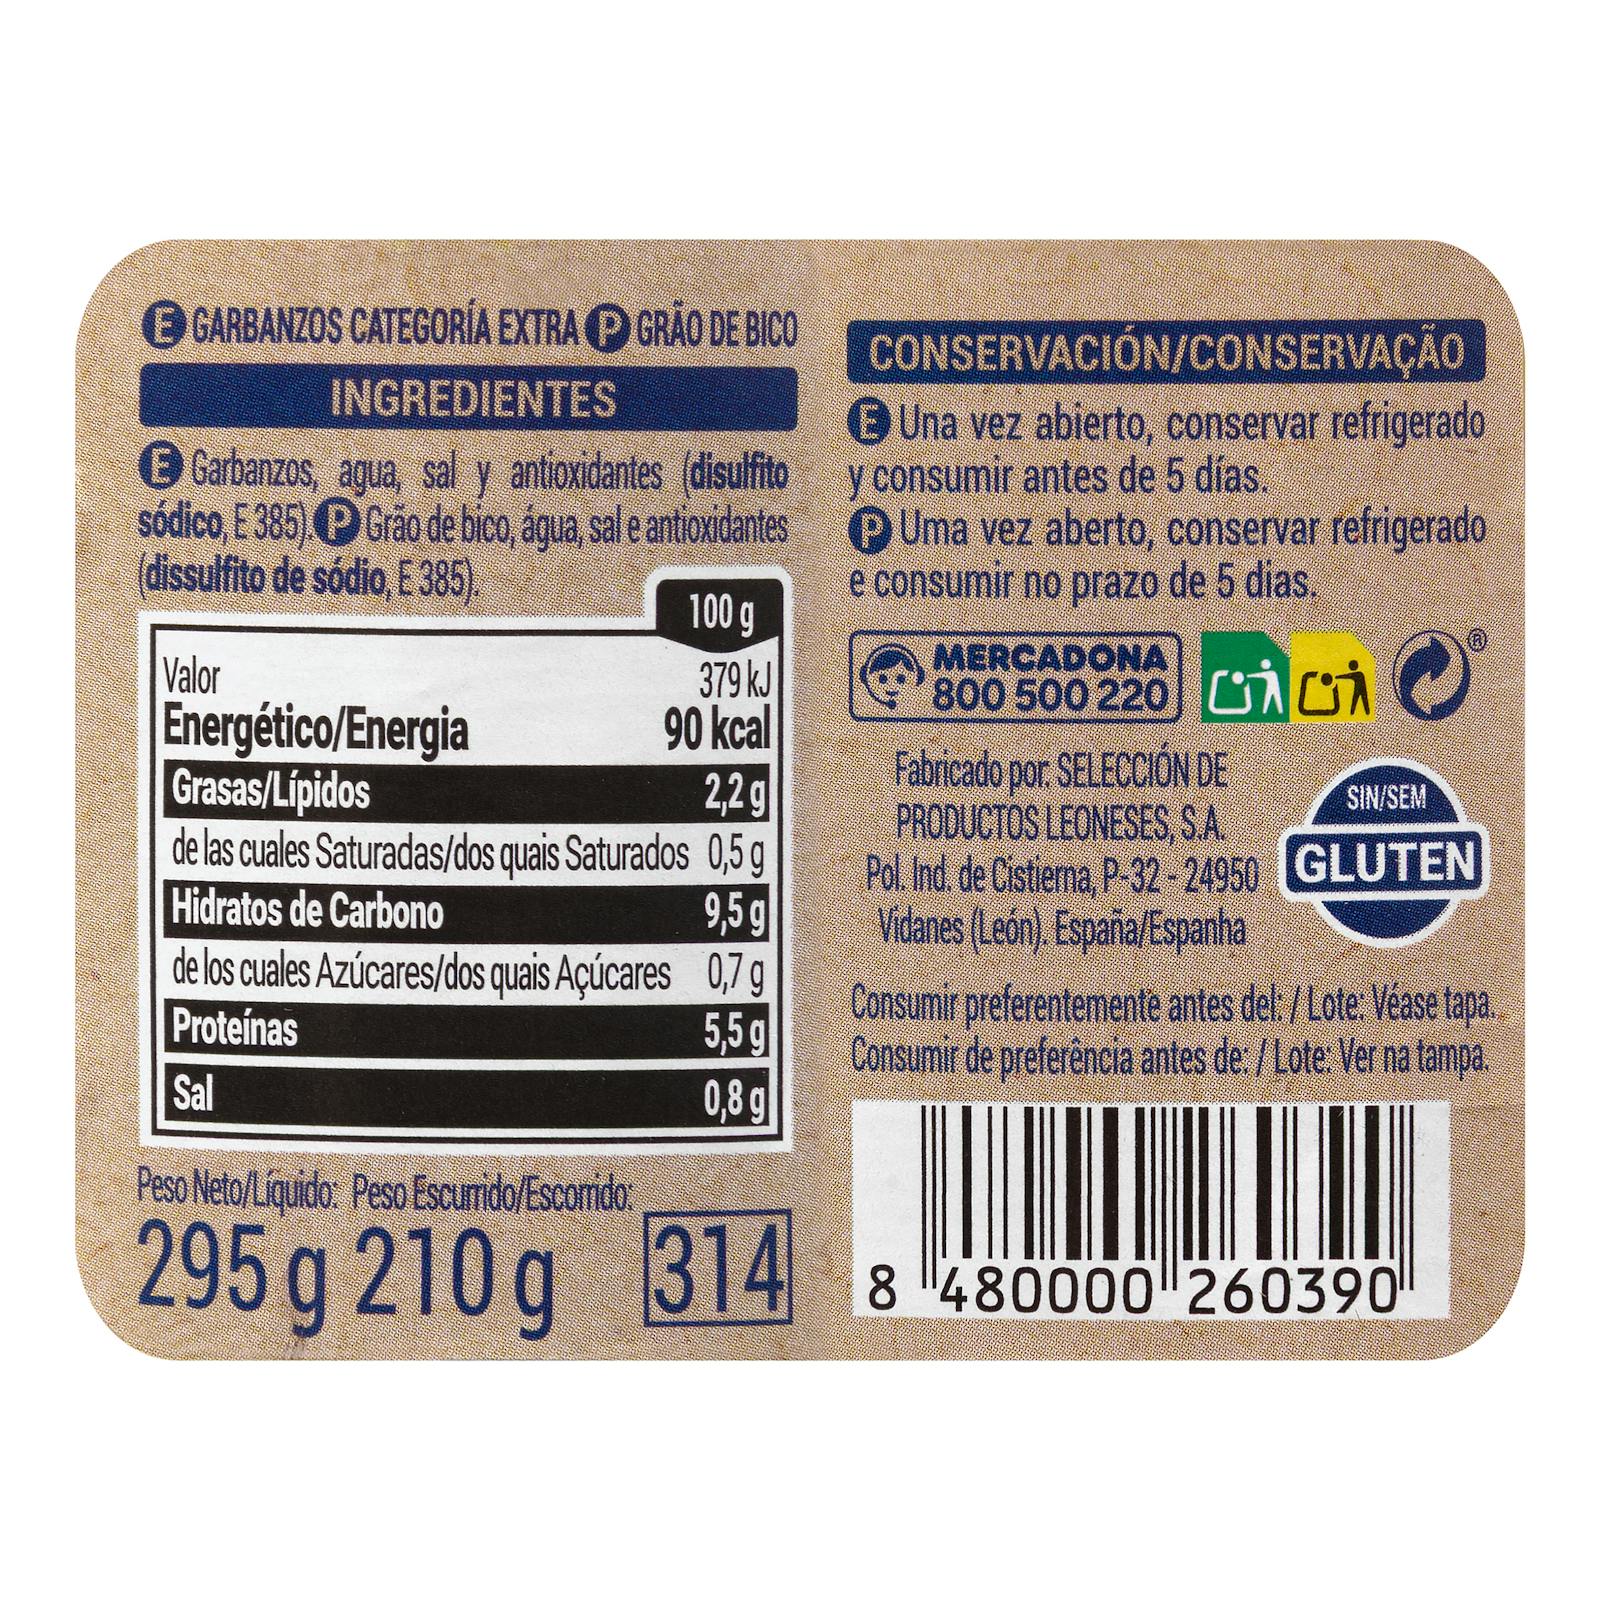 E GARBANZOS CATEGORÍA EXTRA P GRÃO DE BICO
INGREDIENTES
E Garbanzos, agua, sal y antioxidantes (disulfito
sódico, E 385). P Grão de bico, água, sal e antioxidantes
(dissulfito de sódio, E 385).
100 g
Valor 379 kJ
Energético/Energia 90 kcal
Grasas/Lípidos 2,2 g
de las cuales Saturadas/dos quais Saturados 0,5 g
Hidratos de Carbono 9,5 g
de los cuales Azúcares/dos quais Açúcares 0,7 g
Proteínas 5,5 g
Sal 0,8 g
Peso Neto/Líquido: Peso Escurrido/Escorrido:
295 g 210 g 314
CONSERVACIÓN/CONSERVAÇÃO
E Una vez abierto, conservar refrigerado
y consumir antes de 5 días.
P Uma vez aberto, conservar refrigerado
e consumir no prazo de 5 dias.
MERCADONA
800 500 220
®
Fabricado por: SELECCIÓN DE
PRODUCTOS LEONESES, S.A.
Pol. Ind. de Cistierna, P-32 - 24950
Vidanes (León). España/Espanha
SIN/SEM
GLUTEN
Consumir preferentemente antes del: / Lote: Véase tapa.
Consumir de preferência antes de: / Lote: Ver na tampa.
8 480000 260390